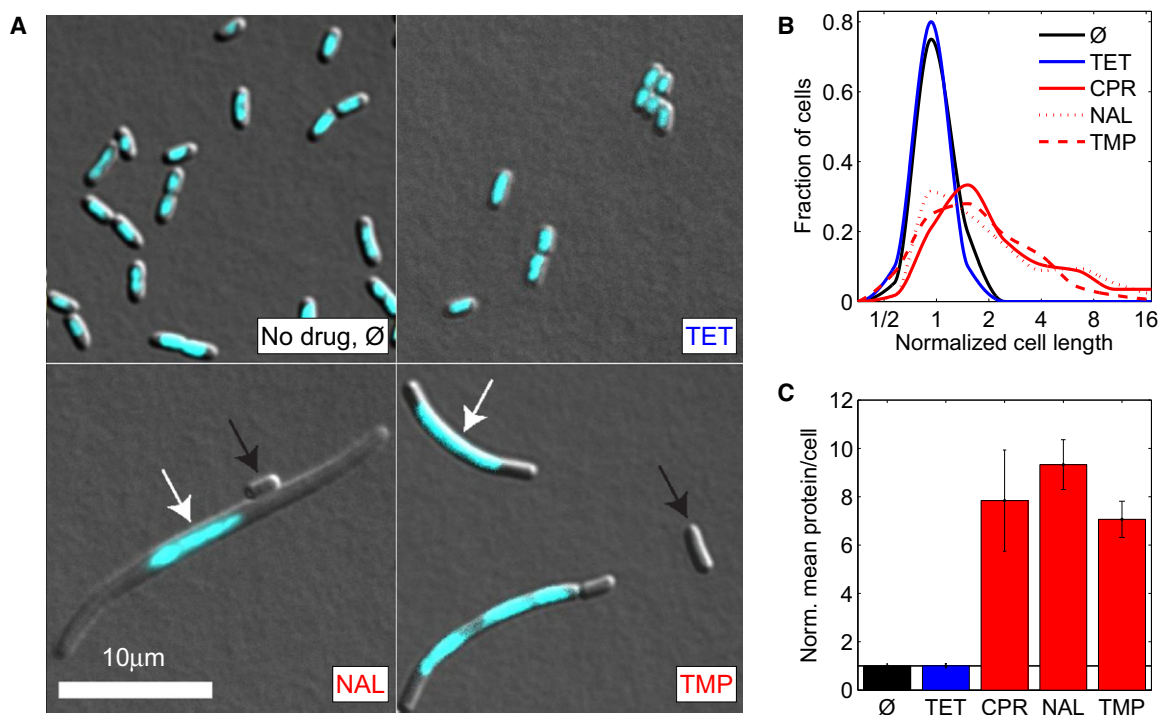 A
No drug, Ø
TET
10μm
NAL
TMP
B
Fraction of cells
0.8
0.6
0.4
0.2
0
Ø
TET
CPR
NAL
TMP
1/2 1 2 4 8 16
Normalized cell length
C
Norm. mean protein/cell
12
10
8
6
4
2
0
Ø TET CPR NAL TMP